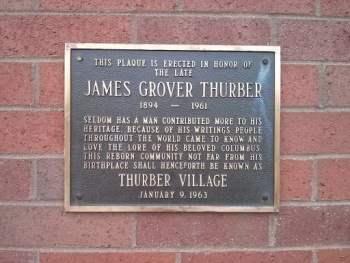 THIS PLAQUE IS ERECTED IN HONOR OF
THE LATE
JAMES GROVER THURBER
1894 — 1961
SELDOM HAS A MAN CONTRIBUTED MORE TO HIS
HERITAGE. BECAUSE OF HIS WRITINGS PEOPLE
THROUGHOUT THE WORLD CAME TO KNOW AND
LOVE THE LORE OF HIS BELOVED COLUMBUS.
THIS REBORN COMMUNITY NOT FAR FROM HIS
BIRTHPLACE SHALL HENCEFORTH BE KNOWN AS
THURBER VILLAGE
JANUARY 9, 1963